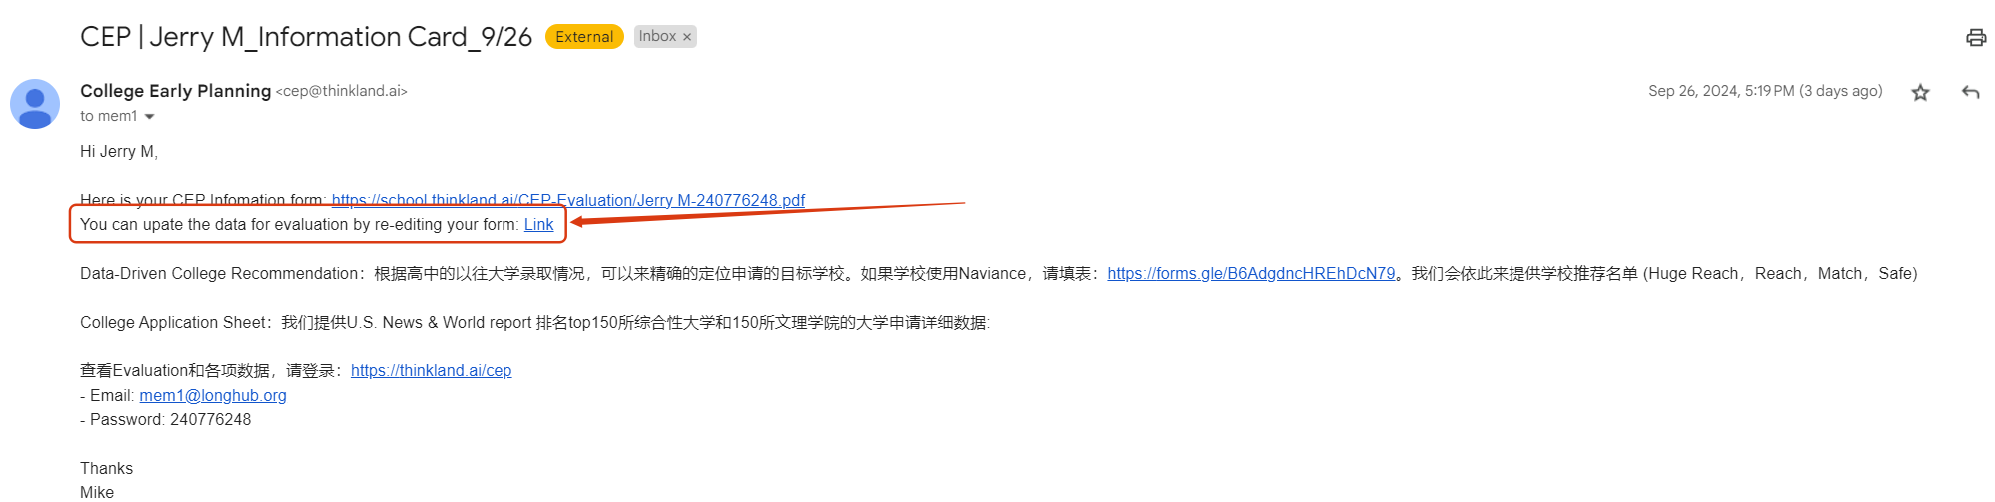 CEP | Jerry M_Information Card_9/26 External Inbox ×
College Early Planning <cep@thinkland.ai> Sep 26, 2024, 5:19 PM (3 days ago)
to mem1
Hi Jerry M,
Here is your CEP Infomation form: https://school.thinkland.ai/CEP-Evaluation/Jerry M-240776248.pdf
You can upate the data for evaluation by re-editing your form: Link
Data-Driven College Recommendation：根据高中的以往大学录取情况，可以来精确的定位申请的目标学校。如果学校使用Naviance，请填表：https://forms.gle/B6AdgdncHREhDcN79。我们会依此来提供学校推荐名单 (Huge Reach，Reach，Match，Safe)
College Application Sheet：我们提供U.S. News & World report 排名top150所综合性大学和150所文理学院的大学申请详细数据:
查看Evaluation和各项数据，请登录：https://thinkland.ai/cep
- Email: mem1@longhub.org
- Password: 240776248
Thanks
Mike